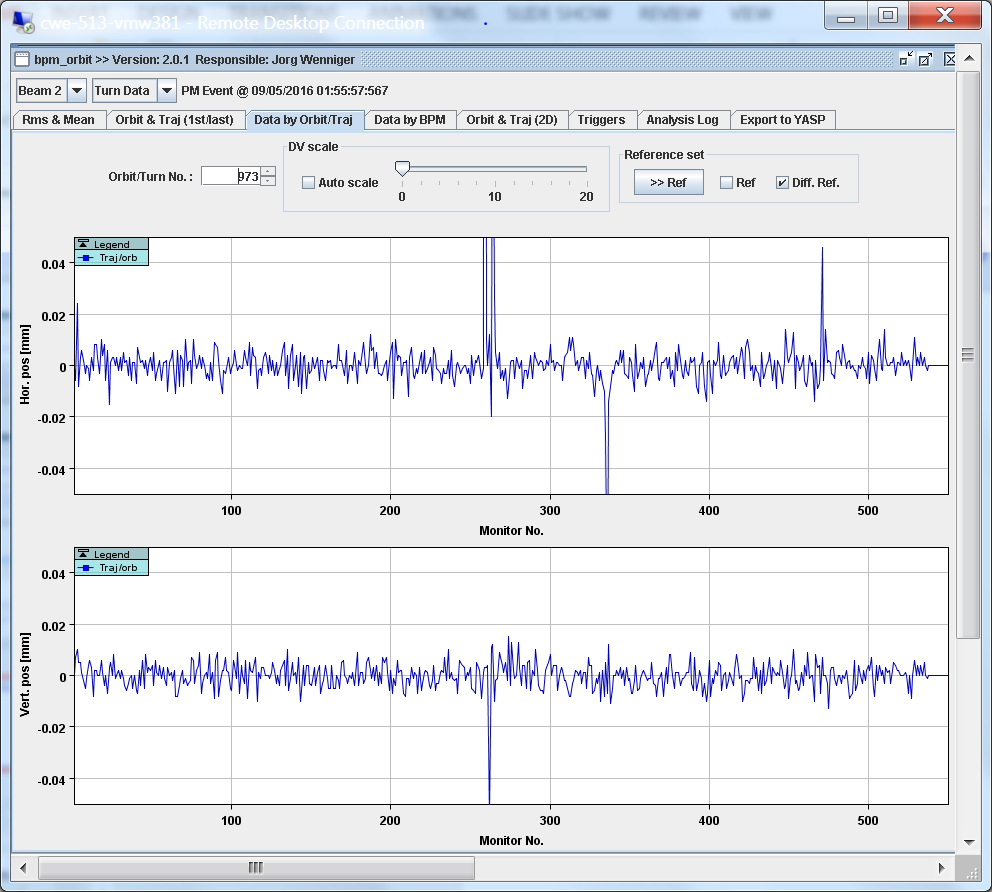 cwe-513-vmw381 - Remote Desktop Connection
SLIDE SHOW REVIEW VIEW
bpm_orbit >> Version: 2.0.1 Responsible: Jorg Wenniger
Beam 2 Turn Data PM Event @ 09/05/2016 01:55:57:567
Rms & Mean Orbit & Traj (1st/last) Data by Orbit/Traj Data by BPM Orbit & Traj (2D) Triggers Analysis Log Export to YASP
DV scale
Reference set
Orbit/Turn No. : 973 Auto scale >> Ref Ref Diff. Ref.
0 10 20
Legend
Traj/orb
Hor. pos [mm]
0.04
0.02
0
-0.02
-0.04
100 200 300 400 500
Monitor No.
Legend
Traj/orb
Vert. pos [mm]
0.04
0.02
0
-0.02
-0.04
100 200 300 400 500
Monitor No.